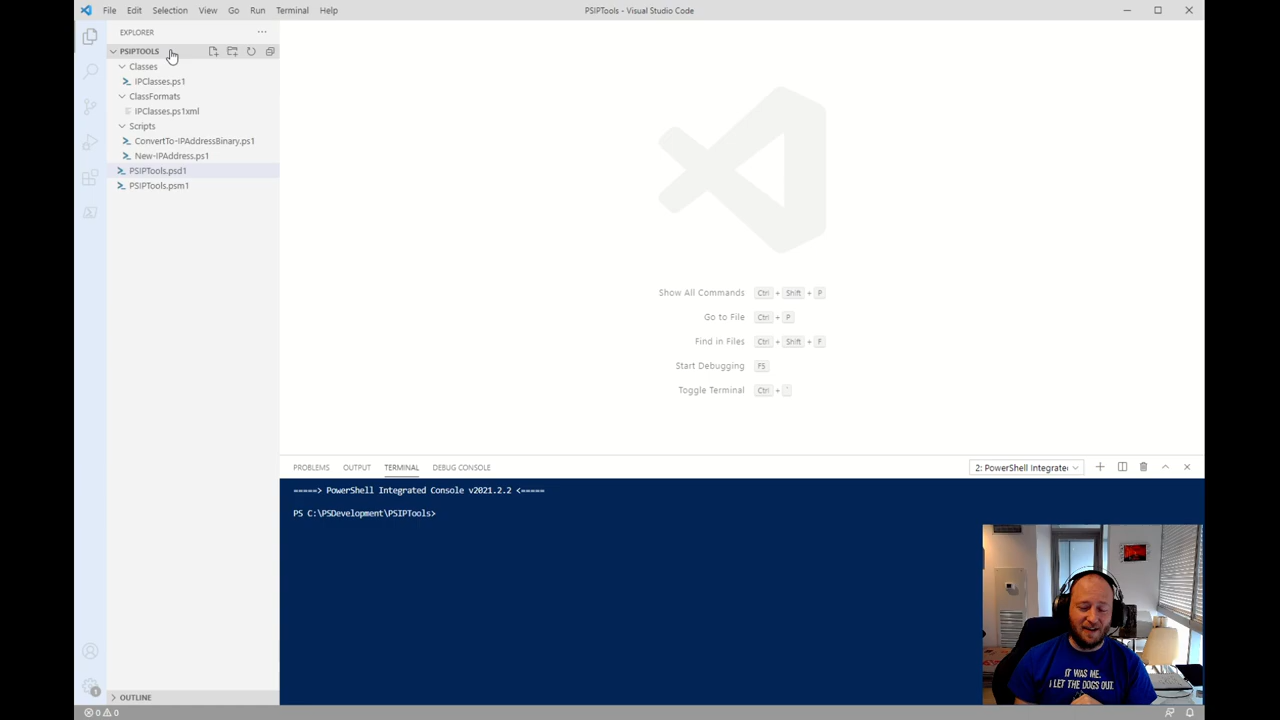 File Edit Selection View Go Run Terminal Help
PSIPTools - Visual Studio Code
EXPLORER
PSIPTOOLS
Classes
IPClasses.ps1
ClassFormats
IPClasses.ps1xml
Scripts
ConvertTo-IPAddressBinary.ps1
New-IPAddress.ps1
PSIPTools.psd1
PSIPTools.psm1
Show All Commands Ctrl + Shift + P
Go to File Ctrl + P
Find in Files Ctrl + Shift + F
Start Debugging F5
Toggle Terminal Ctrl + `
PROBLEMS OUTPUT TERMINAL DEBUG CONSOLE
2: PowerShell Integrate
=====> PowerShell Integrated Console v2021.2.2 <=====
PS C:\PSDevelopment\PSIPTools>
IT WAS ME.
I LET THE DOGS OUT.
OUTLINE
1
0 0